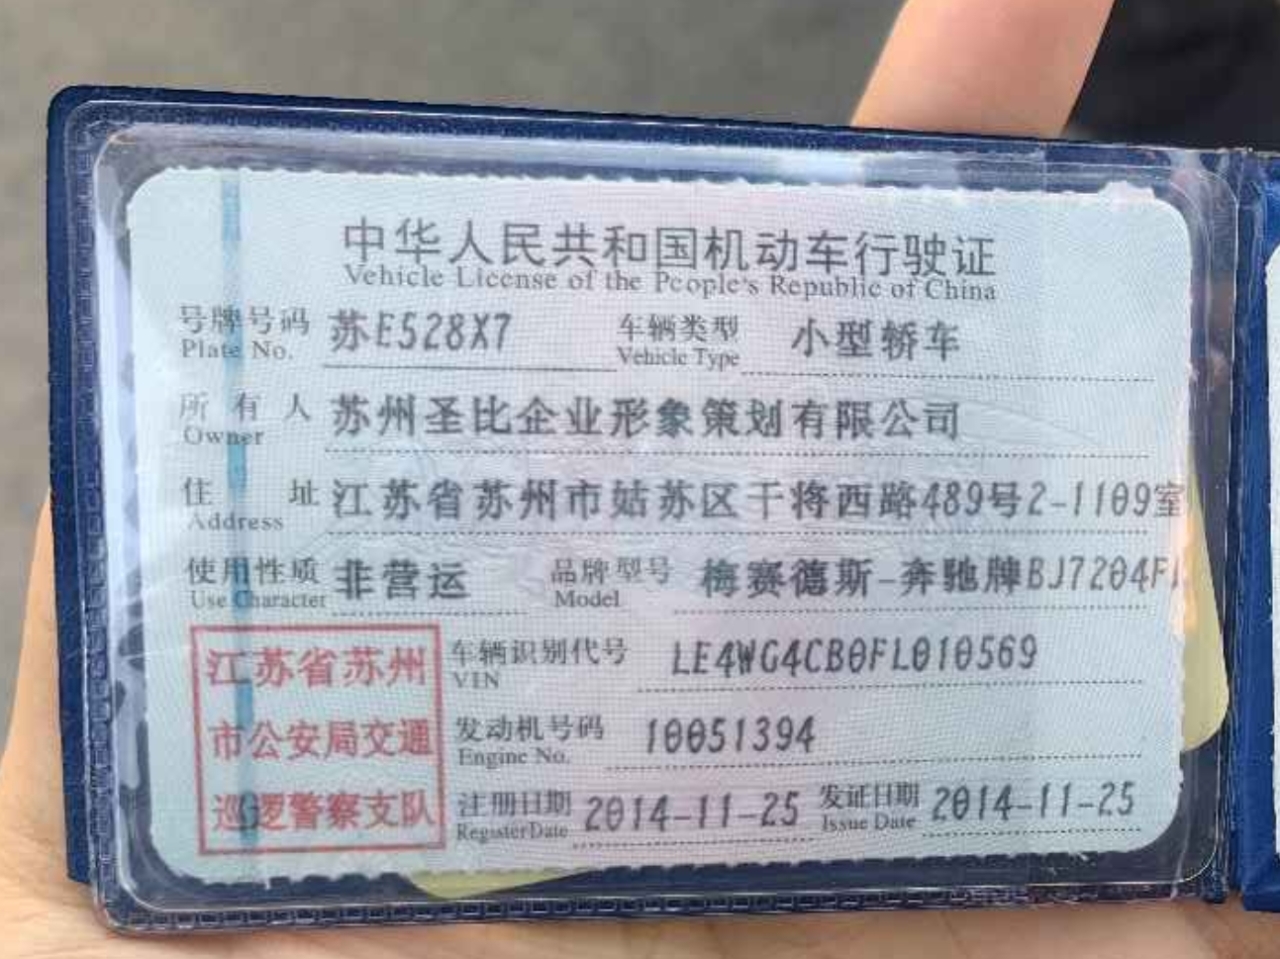 中华人民共和国机动车行驶证
Vehicle License of the People's Republic of China
号牌号码 苏E528X7 车辆类型 小型轿车
Plate No. Vehicle Type
所有人 苏州圣比企业形象策划有限公司
Owner
住址 江苏省苏州市姑苏区干将西路489号2-1109室
Address
使用性质 非营运 品牌型号 梅赛德斯-奔驰牌BJ7204F
Use Character Model
江苏省苏州 车辆识别代号 LE4WG4CB0FL010569
VIN
市公安局交通 发动机号码 10051394
Engine No.
巡逻警察支队 注册日期 2014-11-25 发证日期 2014-11-25
Register Date Issue Date